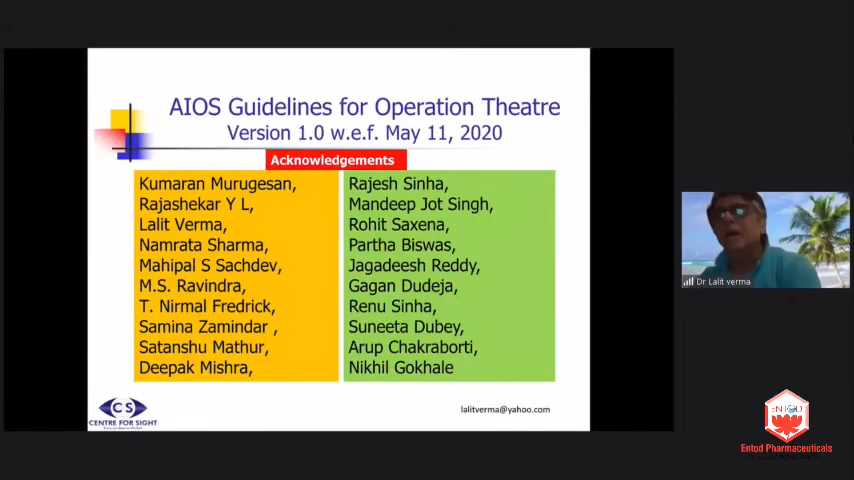 AIOS Guidelines for Operation Theatre
Version 1.0 w.e.f. May 11, 2020
Acknowledgements
Kumaran Murugesan,
Rajashekar Y L,
Lalit Verma,
Namrata Sharma,
Mahipal S Sachdev,
M.S. Ravindra,
T. Nirmal Fredrick,
Samina Zamindar ,
Satanshu Mathur,
Deepak Mishra,
Rajesh Sinha,
Mandeep Jot Singh,
Rohit Saxena,
Partha Biswas,
Jagadeesh Reddy,
Gagan Dudeja,
Renu Sinha,
Suneeta Dubey,
Arup Chakraborti,
Nikhil Gokhale
CS
CENTRE FOR SIGHT
lalitverma@yahoo.com
Dr Lalit verma
ENTOD
Entod Pharmaceuticals